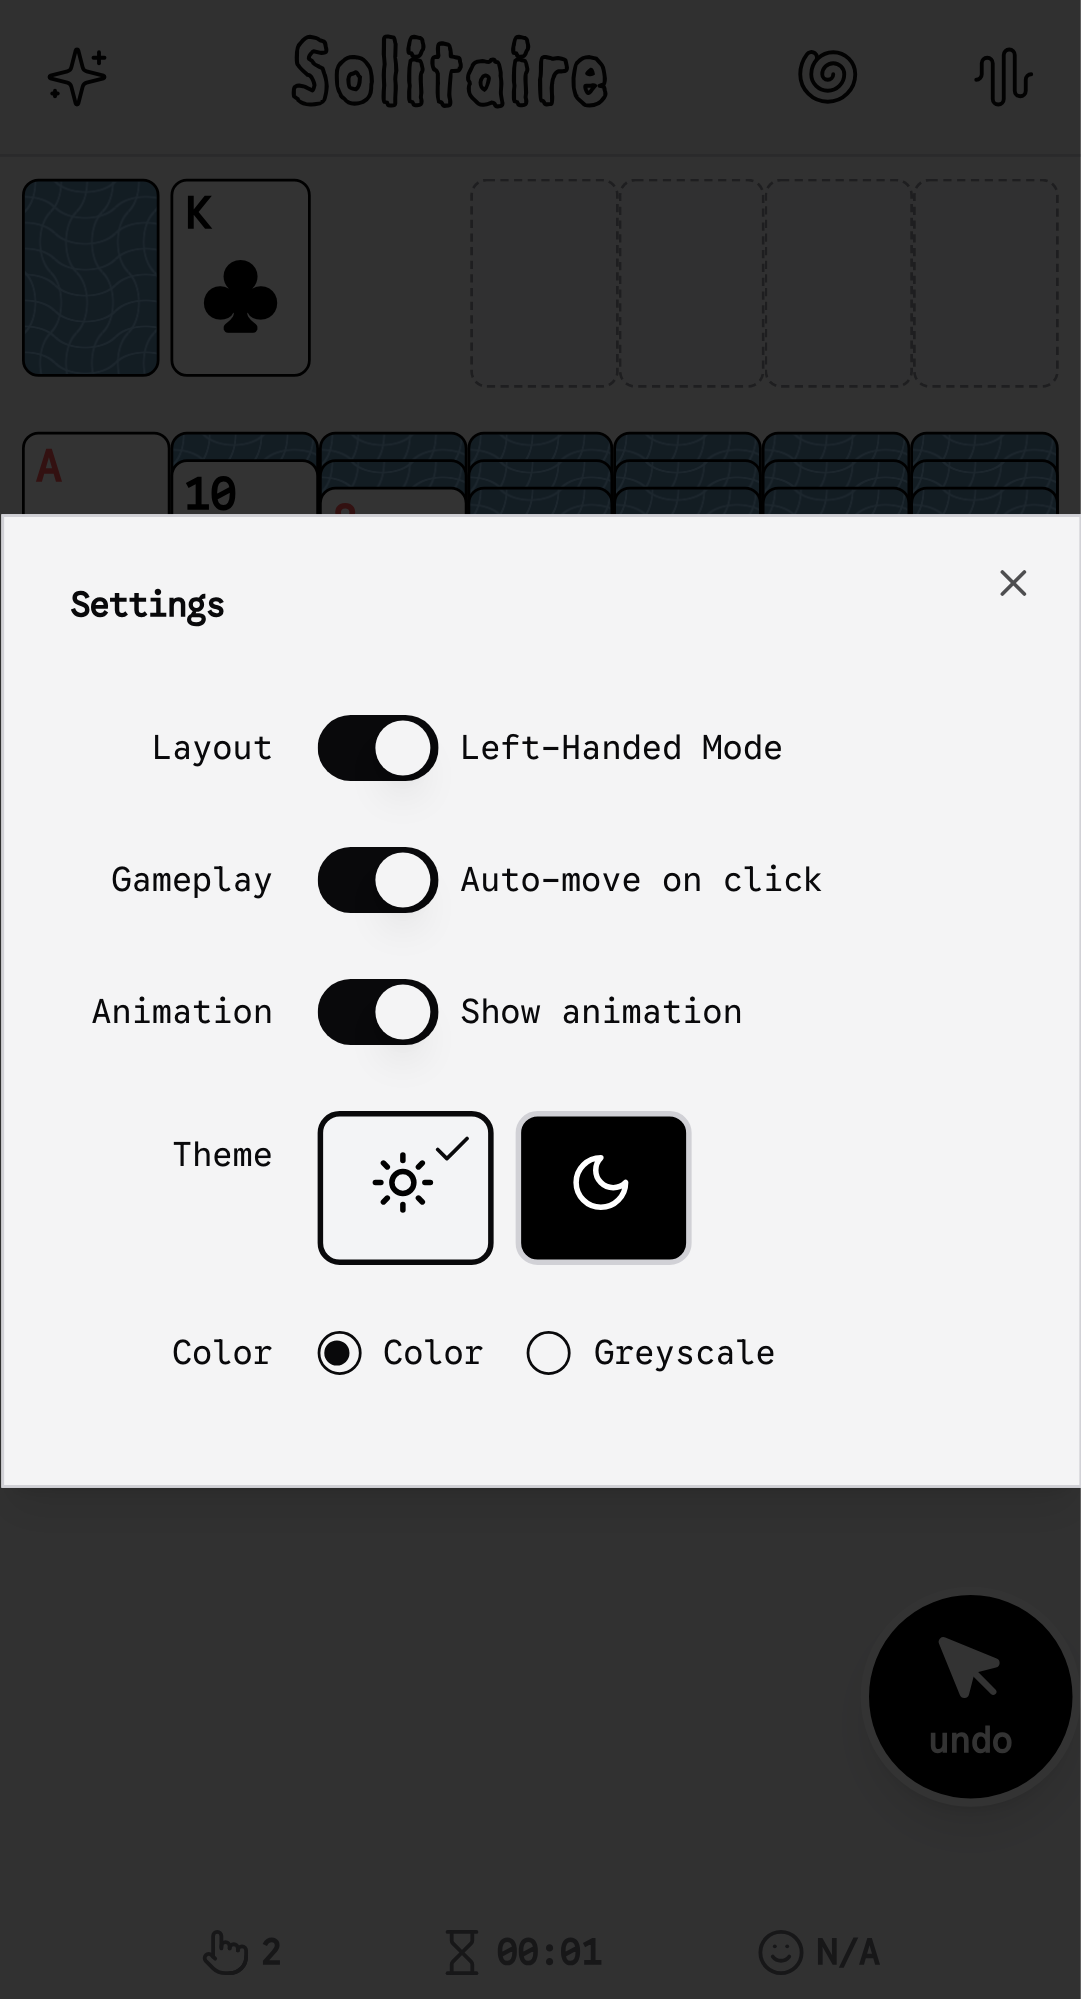 Solitaire
K
A
10
Settings
Layout Left-Handed Mode
Gameplay Auto-move on click
Animation Show animation
Theme
Color Color Greyscale
undo
2 00:01 N/A